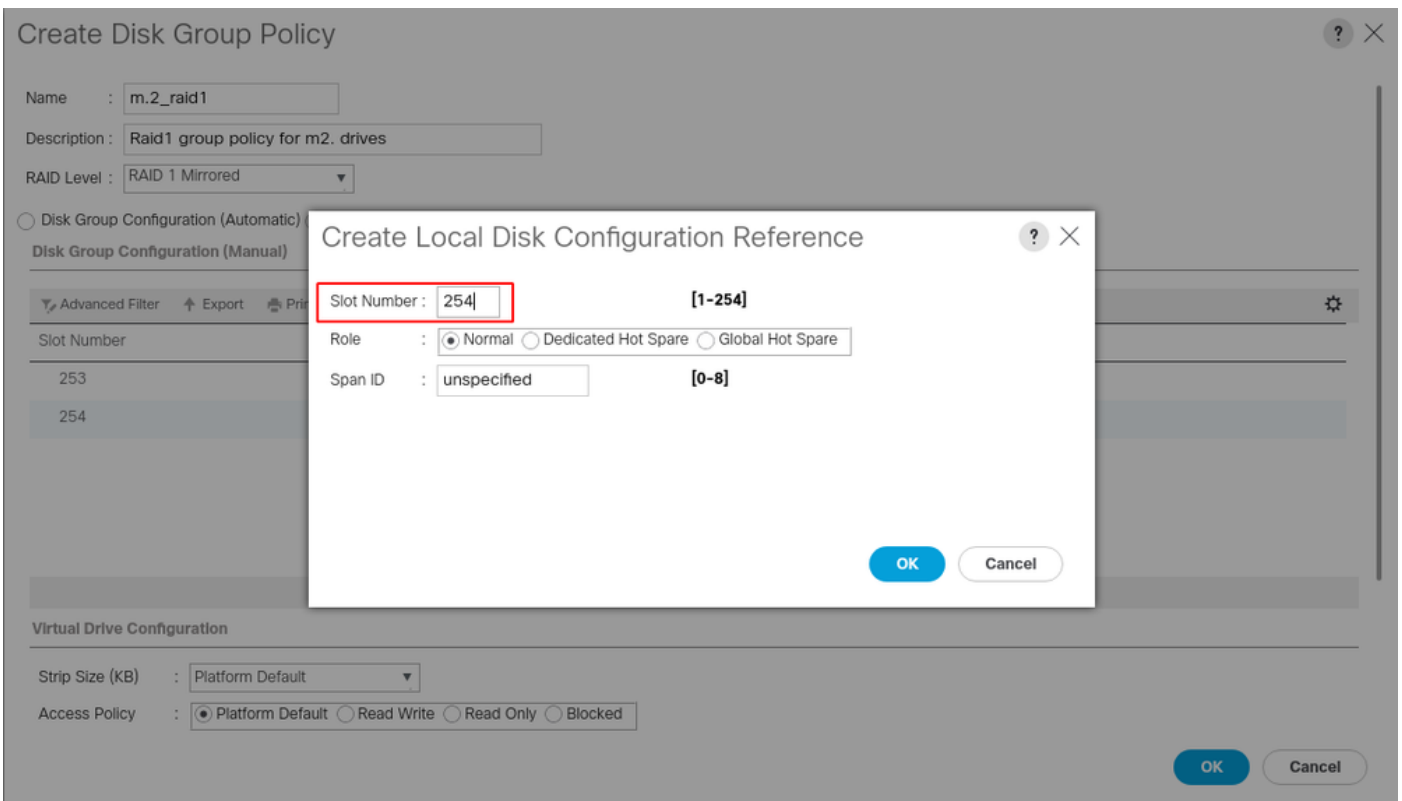 Create Disk Group Policy ?
Name : m.2_raid1
Description : Raid1 group policy for m2. drives
RAID Level : RAID 1 Mirrored
Disk Group Configuration (Automatic)
Disk Group Configuration (Manual)
Advanced Filter Export
Slot Number
253
254
Create Local Disk Configuration Reference ?
Slot Number : 254 [1-254]
Role : Normal Dedicated Hot Spare Global Hot Spare
Span ID : unspecified [0-8]
OK Cancel
Virtual Drive Configuration
Strip Size (KB) : Platform Default
Access Policy : Platform Default Read Write Read Only Blocked
OK Cancel